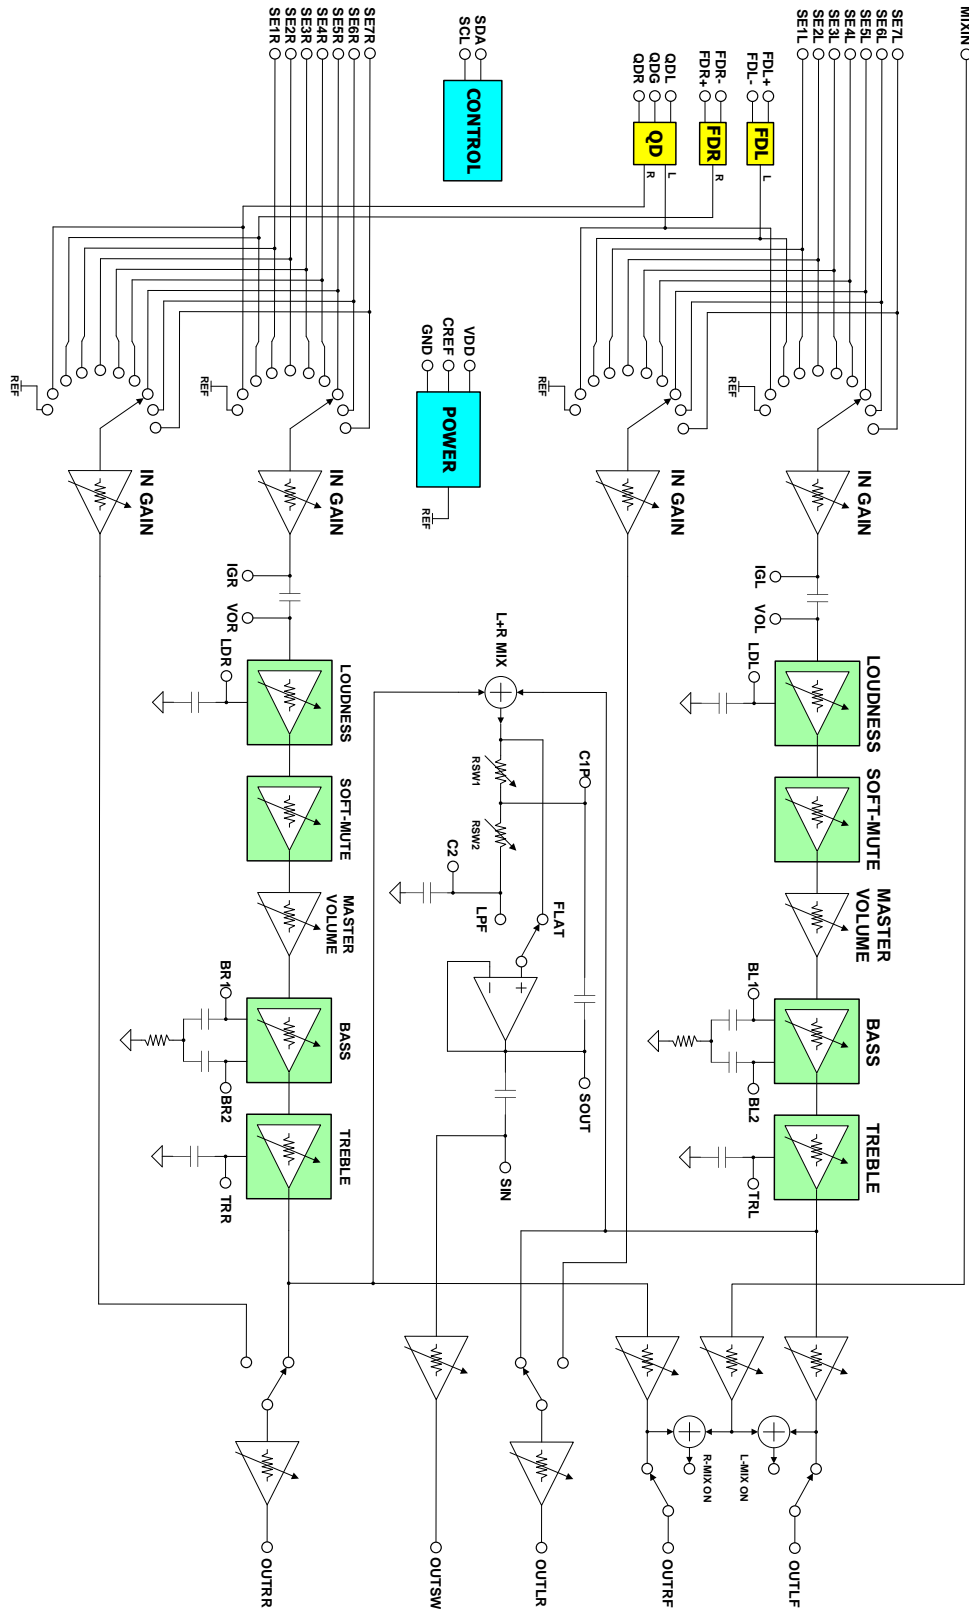 MIXIN
SE7L
SE6L
SE5L
SE4L
SE3L
SE2L
SE1L
FDL+
FDL-
FDL
L
FDR-
FDR+
FDR
R
QDL
QDG
QDR
QD
L
R
SDA
SCL
CONTROL
SE7R
SE6R
SE5R
SE4R
SE3R
SE2R
SE1R
VDD
CREF
GND
POWER
REF
REF
REF
REF
REF
IN GAIN
IN GAIN
IN GAIN
IN GAIN
IGL
VOL
LDL
LOUDNESS
SOFT-MUTE
MASTER
VOLUME
BL1
BL2
BASS
TREBLE
TRL
IGR
VOR
LDR
LOUDNESS
SOFT-MUTE
MASTER
VOLUME
BR1
BR2
BASS
TREBLE
TRR
L+R MIX
RSW1
RSW2
C1P
C2
LPF
FLAT
SOUT
SIN
L-MIX ON
R-MIX ON
OUTLF
OUTRF
OUTLR
OUTSW
OUTRR